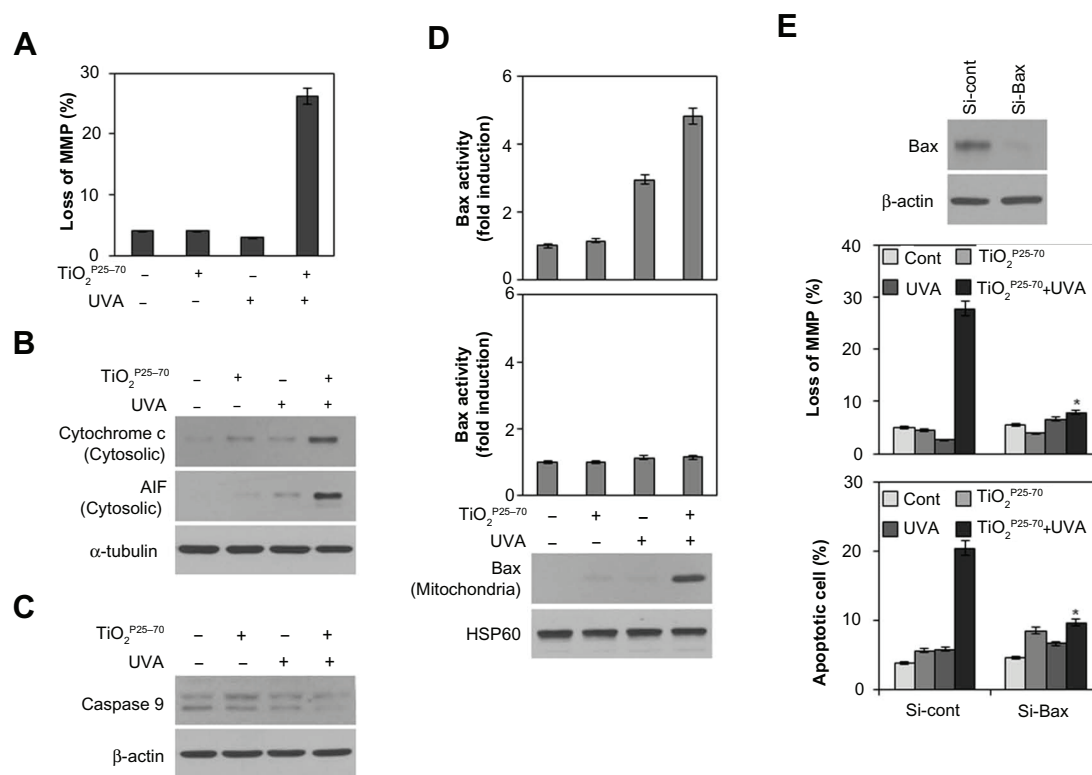 A
Loss of MMP (%)
30
20
10
0
TiO₂ᴾ²⁵⁻⁷⁰ – + – +
UVA – – + +
B
TiO₂ᴾ²⁵⁻⁷⁰ – + – +
UVA – – + +
Cytochrome c
(Cytosolic)
AIF
(Cytosolic)
α-tubulin
C
TiO₂ᴾ²⁵⁻⁷⁰ – + – +
UVA – – + +
Caspase 9
β-actin
D
Bax activity
(fold induction)
6
4
2
0
Bax activity
(fold induction)
6
4
2
0
TiO₂ᴾ²⁵⁻⁷⁰ – + – +
UVA – – + +
Bax
(Mitochondria)
HSP60
E
Si-cont Si-Bax
Bax
β-actin
Loss of MMP (%)
40
30
20
10
0
Cont TiO₂ᴾ²⁵⁻⁷⁰
UVA TiO₂ᴾ²⁵⁻⁷⁰+UVA
*
Apoptotic cell (%)
30
20
10
0
Cont TiO₂ᴾ²⁵⁻⁷⁰
UVA TiO₂ᴾ²⁵⁻⁷⁰+UVA
*
Si-cont Si-Bax